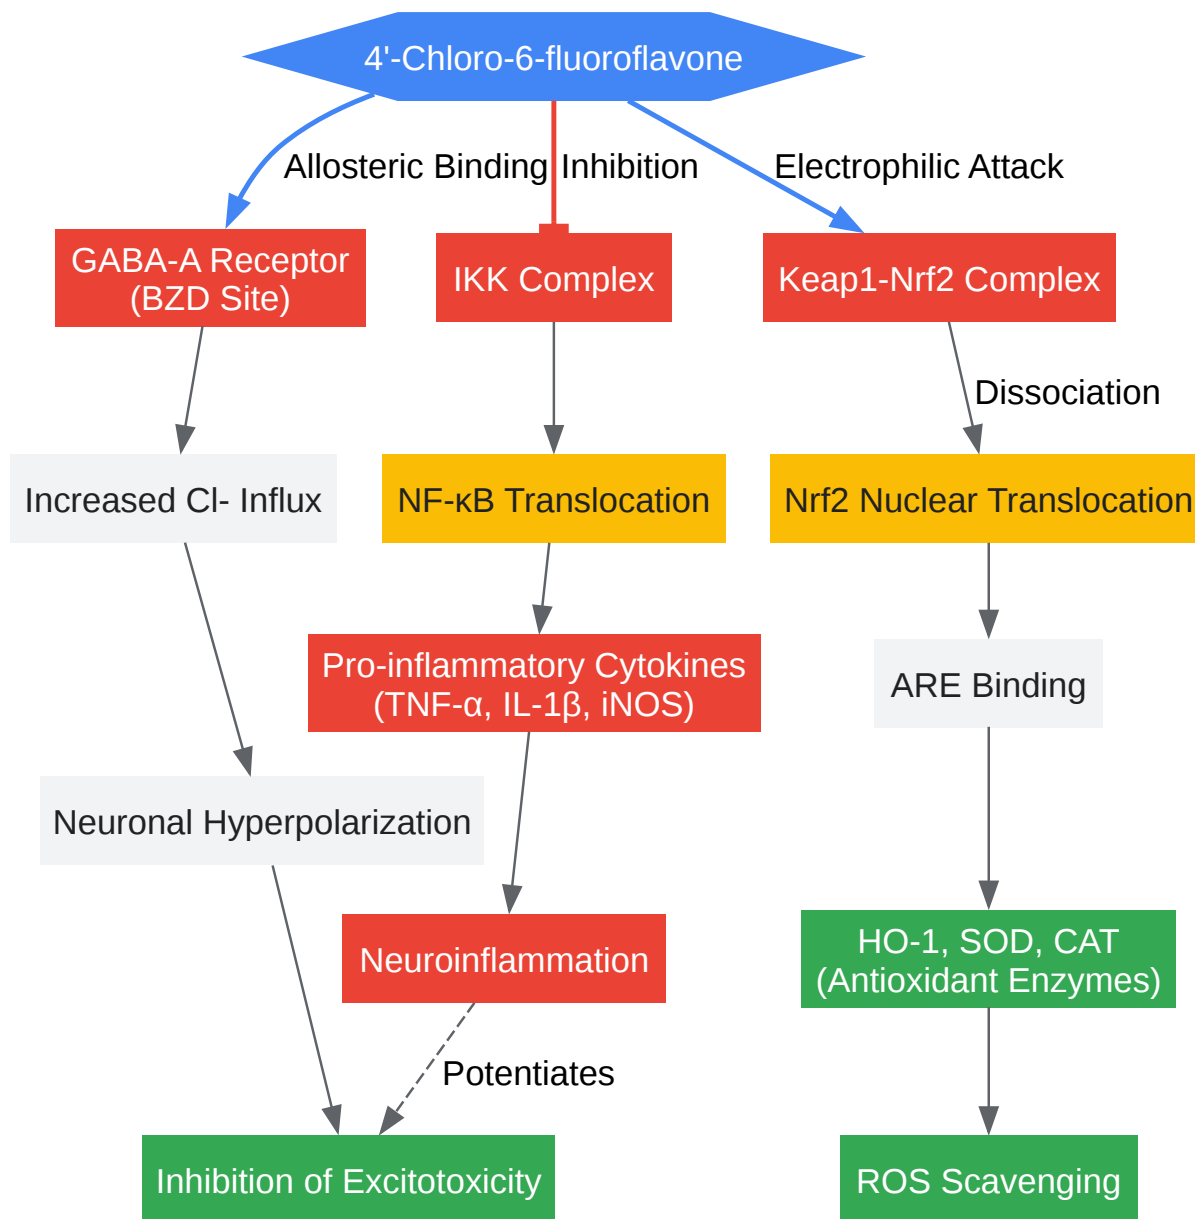 4'-Chloro-6-fluoroflavone
Allosteric Binding
Inhibition
Electrophilic Attack
GABA-A Receptor
(BZD Site)
IKK Complex
Keap1-Nrf2 Complex
Dissociation
Increased Cl- Influx
NF-κB Translocation
Nrf2 Nuclear Translocation
Pro-inflammatory Cytokines
(TNF-α, IL-1β, iNOS)
ARE Binding
Neuronal Hyperpolarization
Neuroinflammation
HO-1, SOD, CAT
(Antioxidant Enzymes)
Potentiates
Inhibition of Excitotoxicity
ROS Scavenging